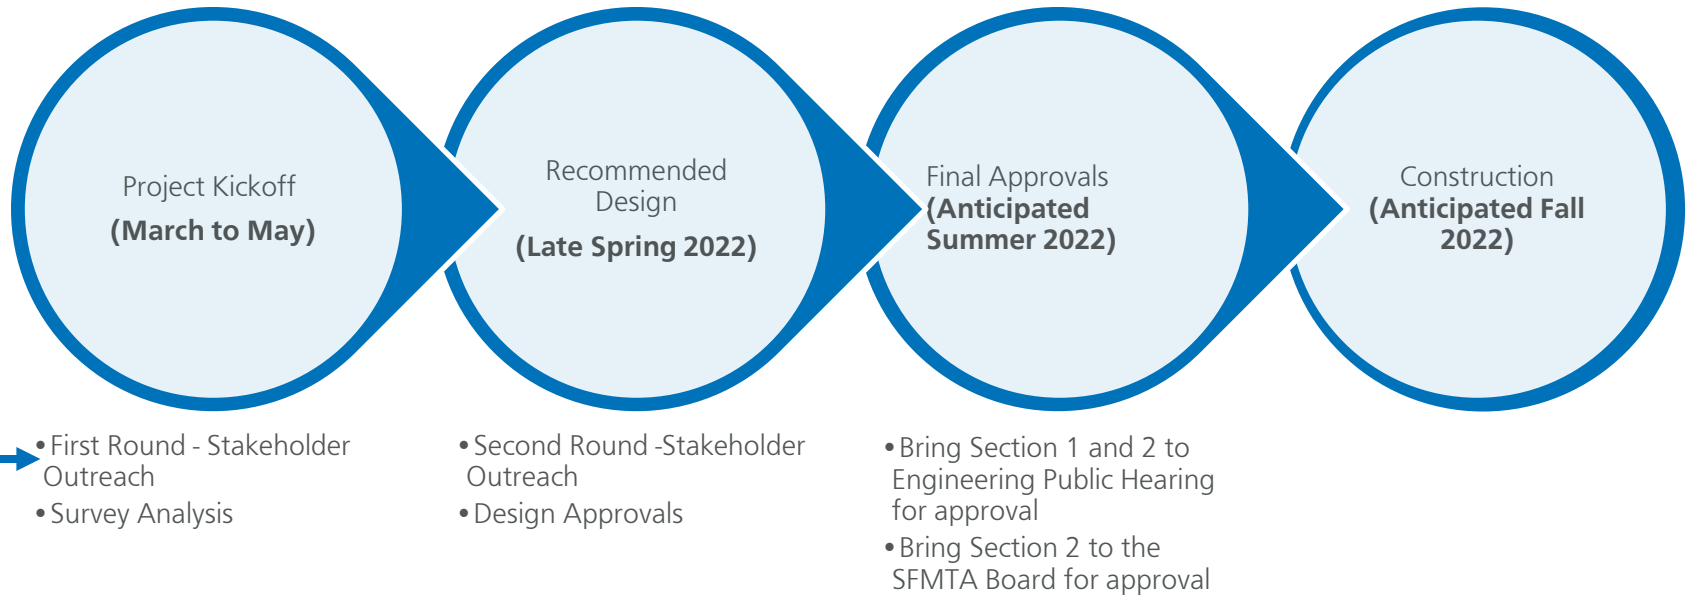 Project Kickoff
(March to May)
Recommended
Design
(Late Spring 2022)
Final Approvals
(Anticipated
Summer 2022)
Construction
(Anticipated Fall
2022)
•First Round - Stakeholder
Outreach
•Survey Analysis
•Second Round -Stakeholder
Outreach
•Design Approvals
•Bring Section 1 and 2 to
Engineering Public Hearing
for approval
•Bring Section 2 to the
SFMTA Board for approval